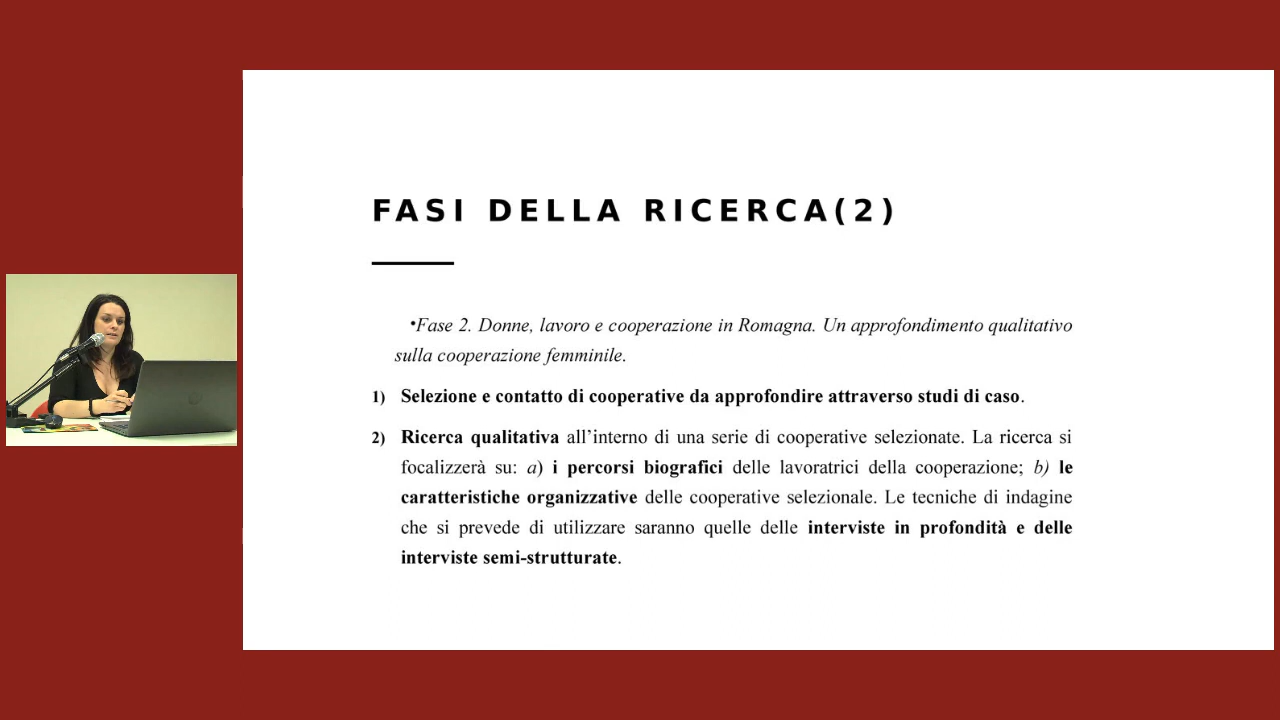 FASI DELLA RICERCA(2)
•Fase 2. Donne, lavoro e cooperazione in Romagna. Un approfondimento qualitativo
sulla cooperazione femminile.
1) Selezione e contatto di cooperative da approfondire attraverso studi di caso.
2) Ricerca qualitativa all’interno di una serie di cooperative selezionate. La ricerca si
focalizzerà su: a) i percorsi biografici delle lavoratrici della cooperazione; b) le
caratteristiche organizzative delle cooperative selezionale. Le tecniche di indagine
che si prevede di utilizzare saranno quelle delle interviste in profondità e delle
interviste semi-strutturate.